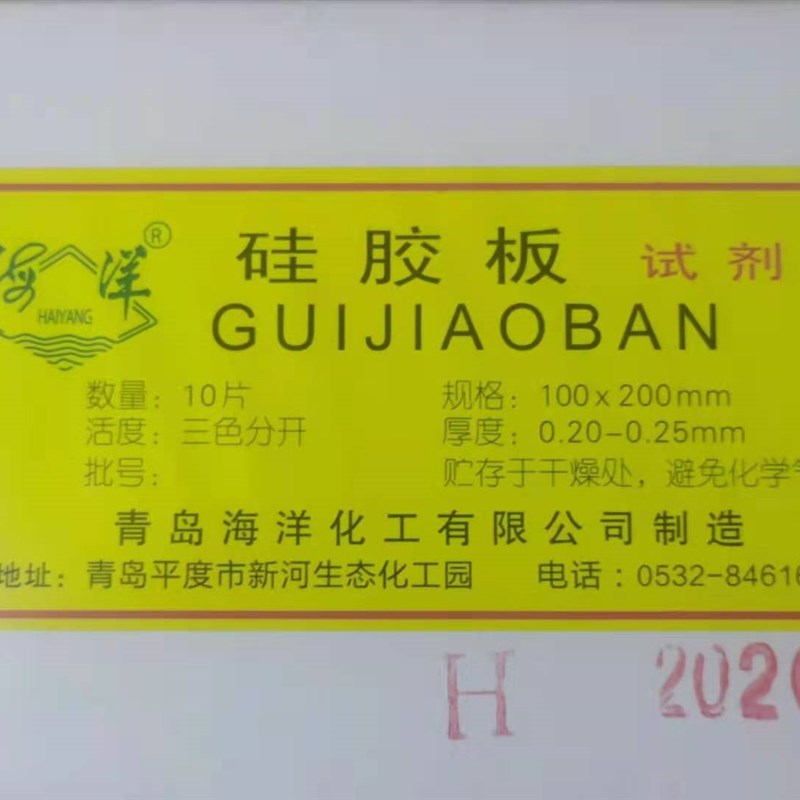 海洋®
HAIYANG
硅胶板 试剂
GUIJIAOBAN
数量：10片 规格：100x200mm
活度：三色分开 厚度：0.20-0.25mm
批号： 贮存于干燥处，避免化学
青岛海洋化工有限公司制造
地址：青岛平度市新河生态化工园 电话：0532-84616
H 202